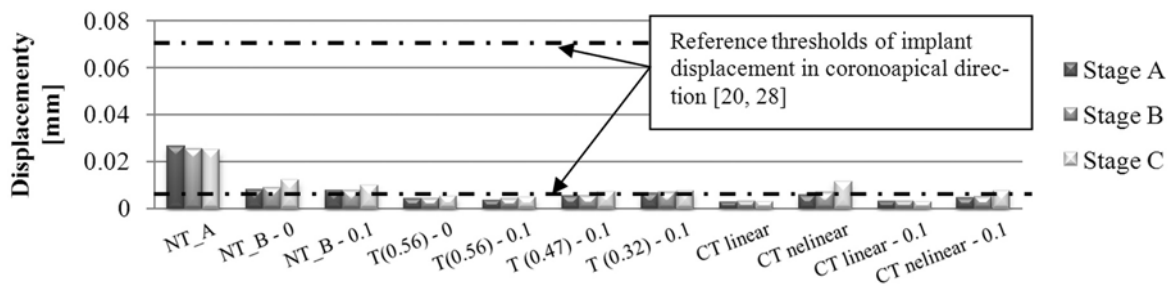 Displacementy
[mm]
0.08
0.06
0.04
0.02
0
Reference thresholds of implant
displacement in coronoapical direc-
tion [20, 28]
Stage A
Stage B
Stage C
NT_A
NT_B - 0
NT_B - 0.1
T(0.56) - 0
T(0.56) - 0.1
T (0.47) - 0.1
T (0.32) - 0.1
CT linear
CT nelinear
CT linear - 0.1
CT nelinear - 0.1